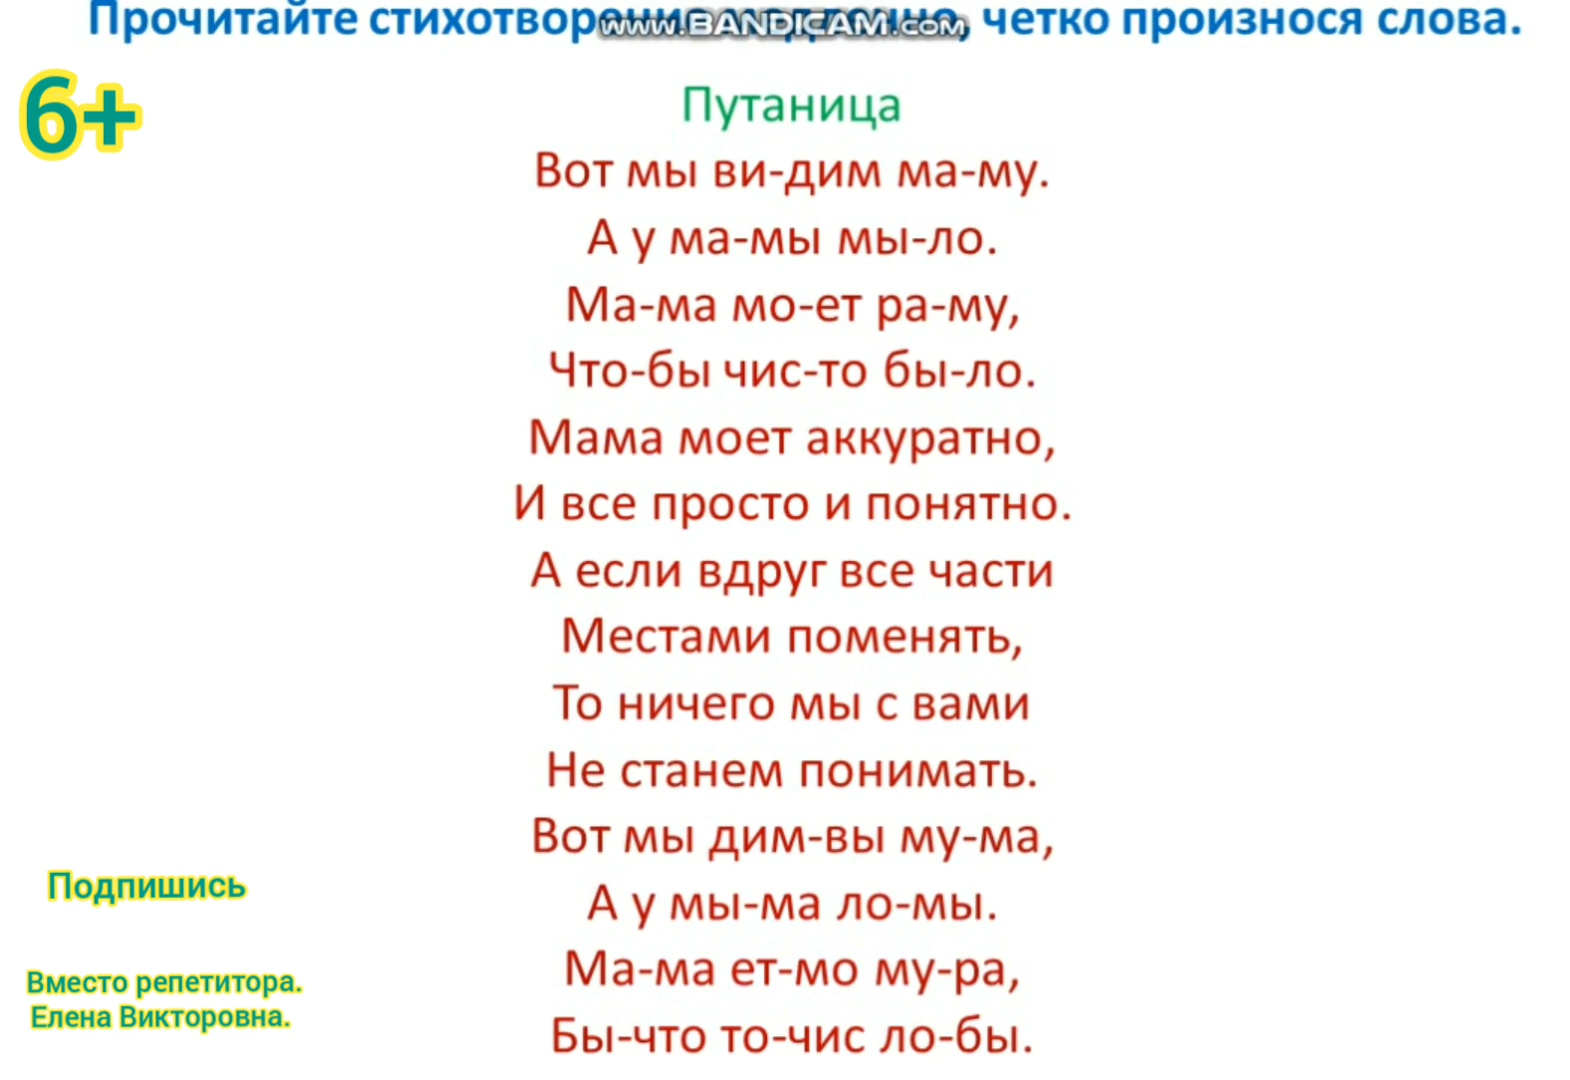 Прочитайте стихотворение, четко произнося слова.
www.BANDICAM.com
6+
Путаница
Вот мы ви-дим ма-му.
А у ма-мы мы-ло.
Ма-ма мо-ет ра-му,
Что-бы чис-то бы-ло.
Мама моет аккуратно,
И все просто и понятно.
А если вдруг все части
Местами поменять,
То ничего мы с вами
Не станем понимать.
Вот мы дим-вы му-ма,
А у мы-ма ло-мы.
Ма-ма ет-мо му-ра,
Бы-что то-чис ло-бы.
Подпишись
Вместо репетитора.
Елена Викторовна.